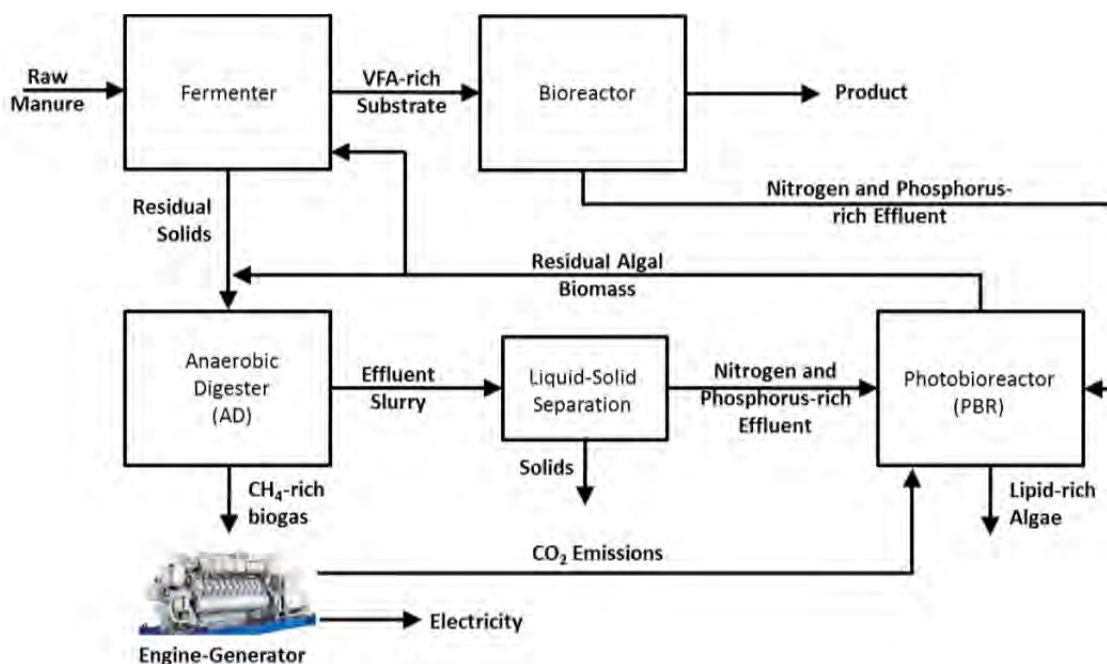 Raw
Manure
Fermenter
VFA-rich
Substrate
Bioreactor
Product
Nitrogen and Phosphorus-
rich Effluent
Residual
Solids
Residual Algal
Biomass
Anaerobic
Digester
(AD)
Effluent
Slurry
Liquid-Solid
Separation
Nitrogen and
Phosphorus-rich
Effluent
Photobioreactor
(PBR)
Solids
CH₄-rich
biogas
Lipid-rich
Algae
CO₂ Emissions
Electricity
Engine-Generator